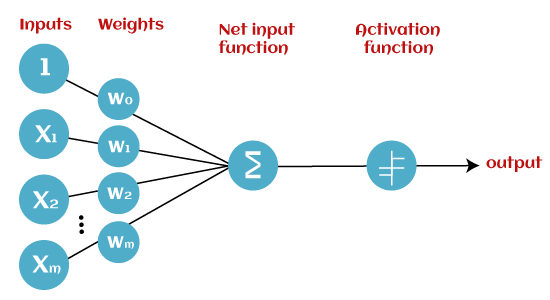 Inputs
Weights
Net input
function
Activation
function
1
W0
X1
W1
X2
W2
Xm
Wm
Σ
output